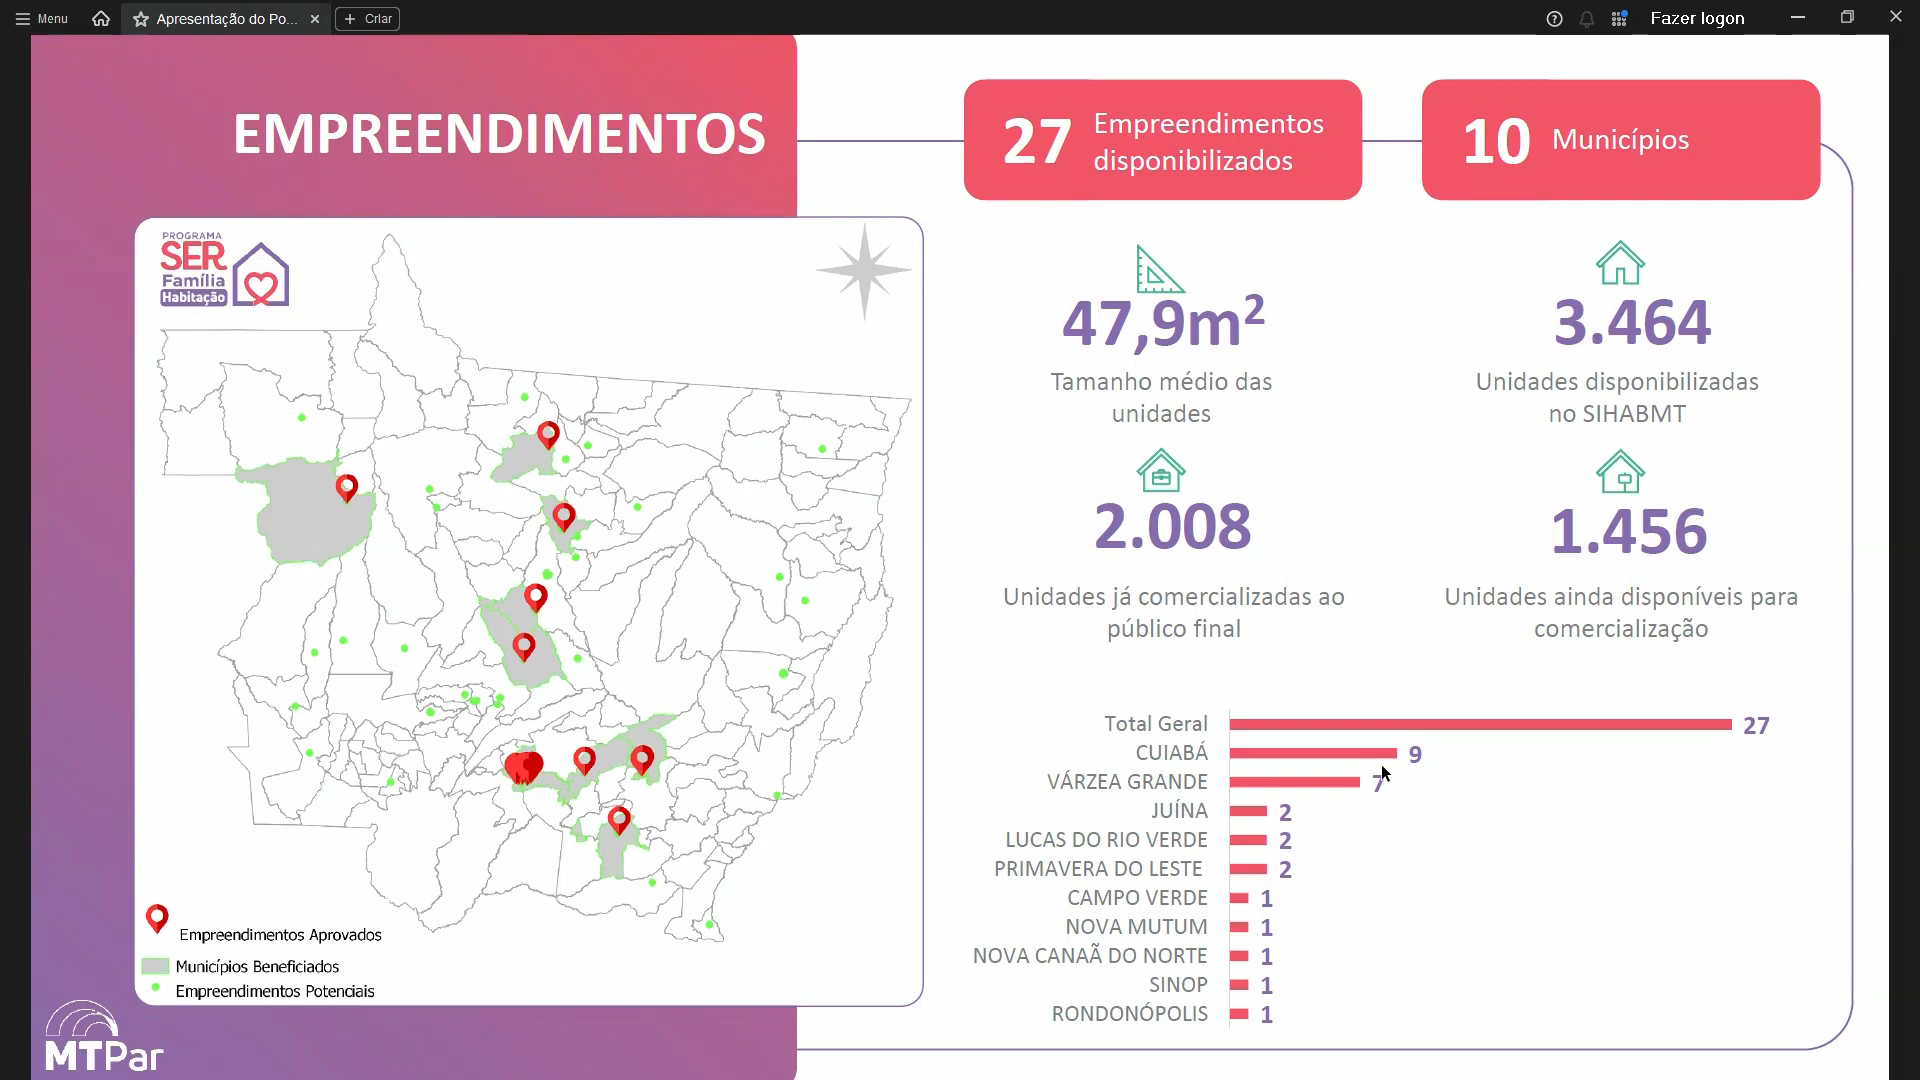 Menu
Apresentação do Po...
Criar
Fazer logon
EMPREENDIMENTOS
27 Empreendimentos
disponibilizados
10 Municípios
PROGRAMA
SER
Família
Habitação
47,9m²
Tamanho médio das
unidades
3.464
Unidades disponibilizadas
no SIHABMT
2.008
Unidades já comercializadas ao
público final
1.456
Unidades ainda disponíveis para
comercialização
Total Geral 27
CUIABÁ 9
VÁRZEA GRANDE 7
JUÍNA 2
LUCAS DO RIO VERDE 2
PRIMAVERA DO LESTE 2
CAMPO VERDE 1
NOVA MUTUM 1
NOVA CANAÃ DO NORTE 1
SINOP 1
RONDONÓPOLIS 1
Empreendimentos Aprovados
Municípios Beneficiados
Empreendimentos Potenciais
MTPar